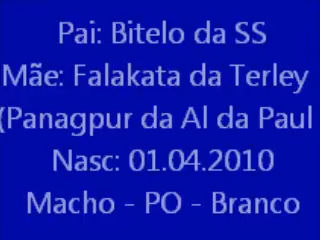 Pai: Bitelo da SS
Mãe: Falakata da Terley
(Panagpur da Al da Paul
Nasc: 01.04.2010
Macho - PO - Branco